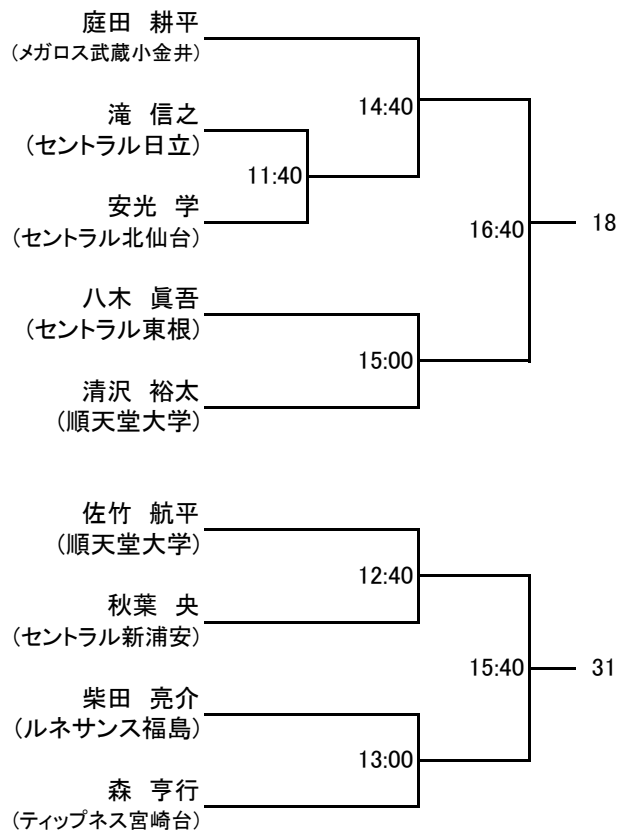 庭田 耕平
(メガロス武蔵小金井)
14:40
滝 信之
(セントラル日立)
11:40
安光 学
(セントラル北仙台)
16:40
18
八木 眞吾
(セントラル東根)
15:00
清沢 裕太
(順天堂大学)
佐竹 航平
(順天堂大学)
12:40
秋葉 央
(セントラル新浦安)
15:40
31
柴田 亮介
(ルネサンス福島)
13:00
森 亨行
(ティップネス宮崎台)